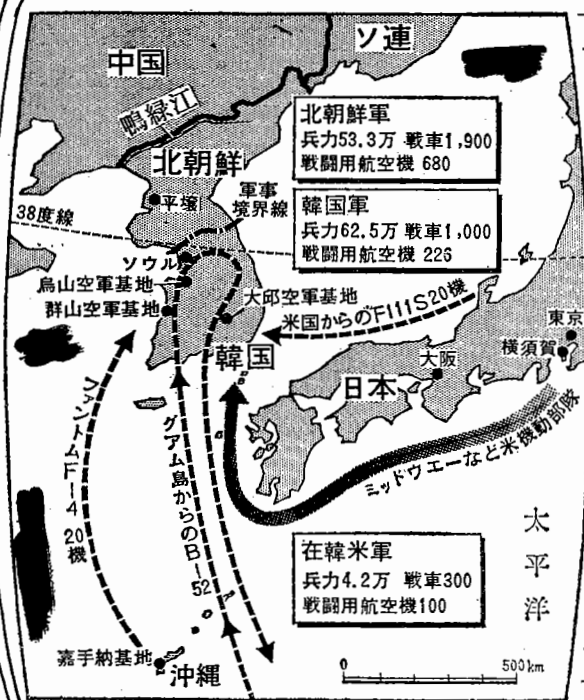 中国
ソ連
鴨緑江
北朝鮮
北朝鮮軍
兵力53.3万 戦車1,900
戦闘用航空機 680
平壌
軍事
境界線
38度線
韓国軍
兵力62.5万 戦車1,000
戦闘用航空機 226
ソウル
烏山空軍基地
群山空軍基地
大邱空軍基地
米国からのF111S20機
東京
横須賀
韓国
大阪
日本
ファントムF-4 20機
グアム島からのB-52
ミッドウエーなど米機動部隊
太平洋
在韓米軍
兵力4.2万 戦車300
戦闘用航空機100
嘉手納基地
沖縄
0
500km